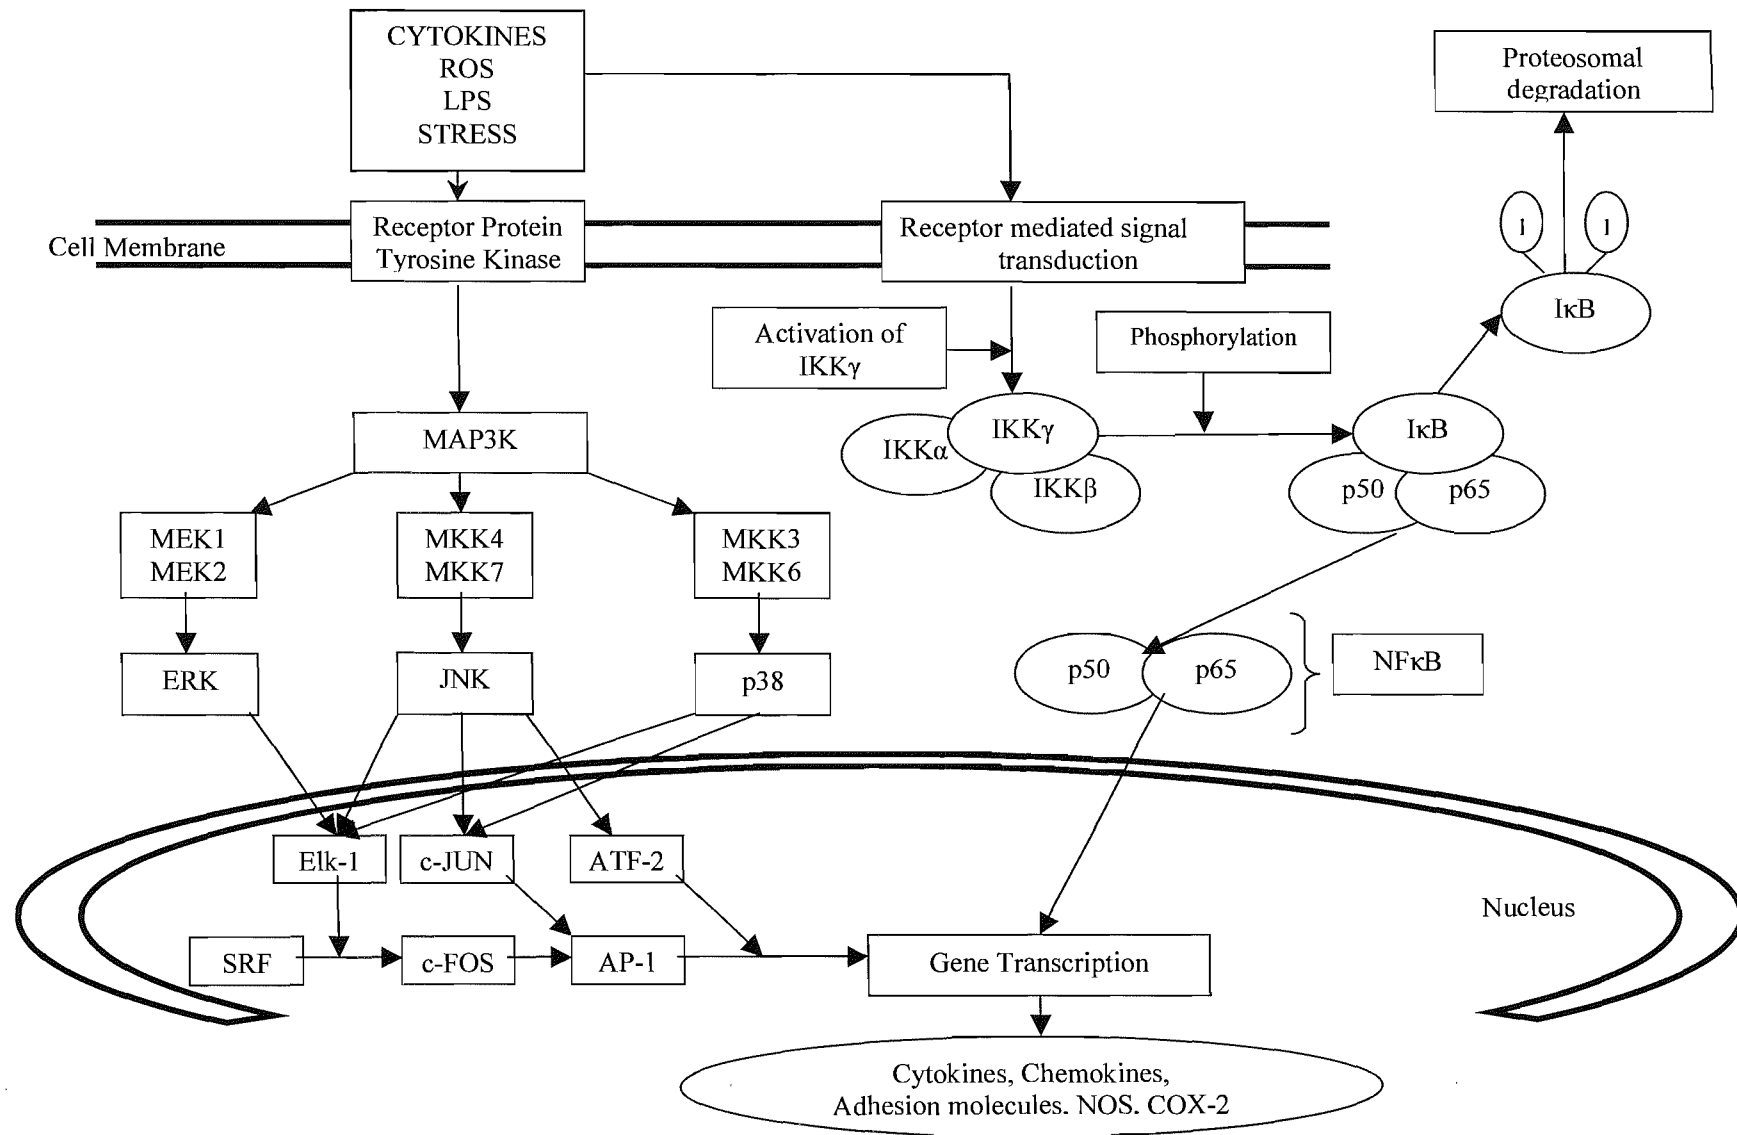 CYTOKINES
ROS
LPS
STRESS
Proteosomal
degradation
Cell Membrane
Receptor Protein
Tyrosine Kinase
Receptor mediated signal
transduction
IκB
Activation of
IKKγ
Phosphorylation
MAP3K
IKKα
IKKγ
IKKβ
IκB
p50
p65
MEK1
MEK2
MKK4
MKK7
MKK3
MKK6
ERK
JNK
p38
p50
p65
NFκB
Elk-1
c-JUN
ATF-2
Nucleus
SRF
c-FOS
AP-1
Gene Transcription
Cytokines, Chemokines,
Adhesion molecules, NOS, COX-2